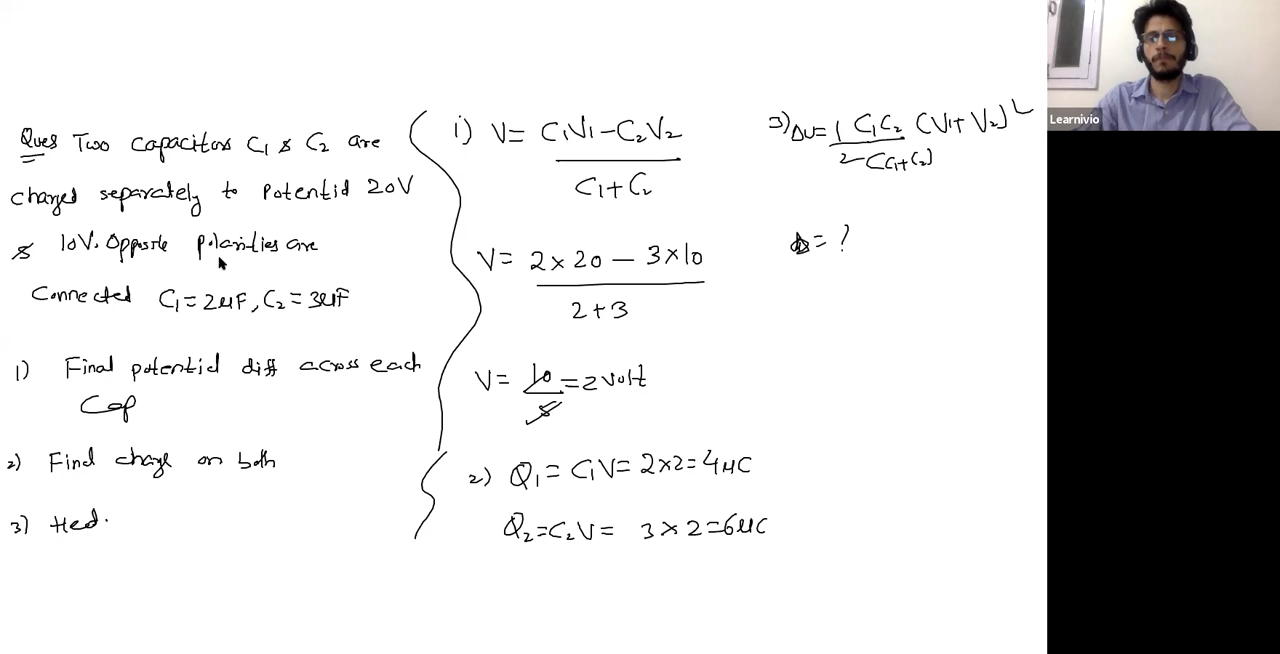 Ques Two capacitors C₁ & C₂ are
charged separately to Potential 20V
& 10V. Opposite polarities are
Connected C₁ = 2μF, C₂ = 3μF
1) Final potential diff across each
Cap
2) Find charge on both
3) Hed.
1) V = (C₁V₁ - C₂V₂) / (C₁ + C₂)
V = (2 × 20 - 3 × 10) / (2 + 3)
V = 10/5 = 2 volt
2) Q₁ = C₁V = 2×2 = 4μC
Q₂ = C₂V = 3 × 2 = 6μC
3) ΔU = 1/2 C₁C₂/(C₁+C₂) (V₁ + V₂)²
= ?
Learnivio